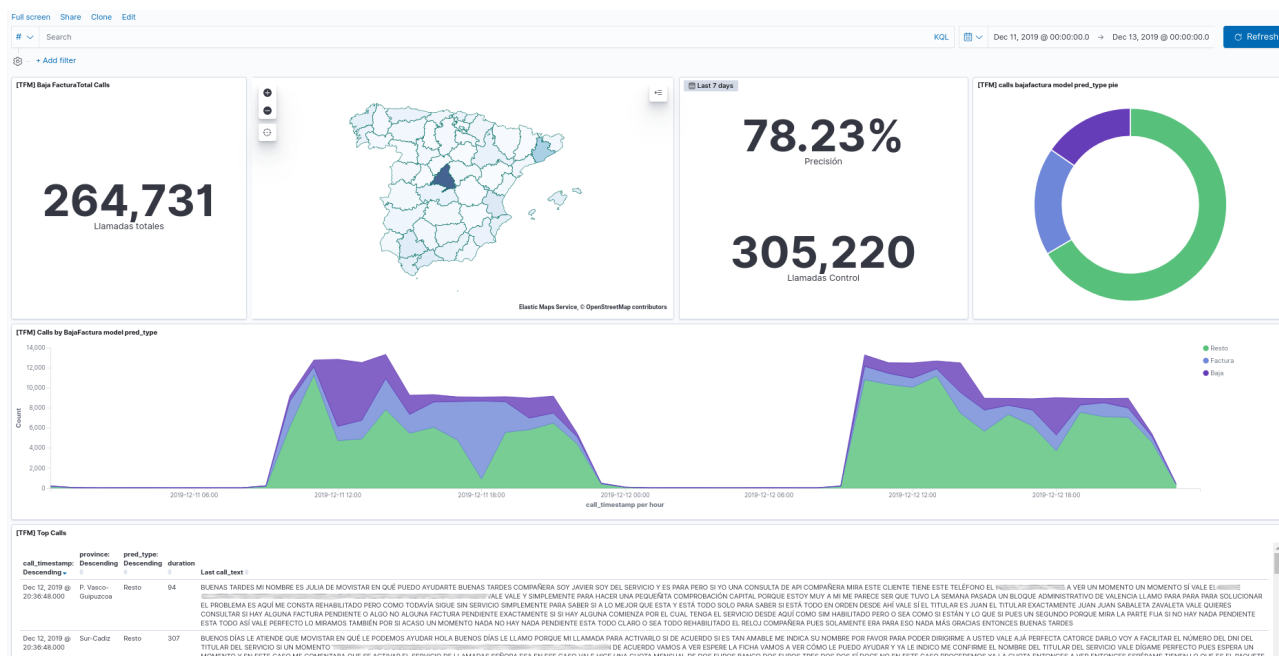 Full screen Share Clone Edit
# Search KQL Dec 11, 2019 @ 00:00:00.0 → Dec 13, 2019 @ 00:00:00.0 Refresh
+ Add filter
[TFM] Baja FacturaTotal Calls
264,731
Llamadas totales
Elastic Maps Service, © OpenStreetMap contributors
Last 7 days
78.23%
Precisión
305,220
Llamadas Control
[TFM] calls bajafactura model pred_type pie
[TFM] Calls by BajaFactura model pred_type
14,000
12,000
10,000
8,000
6,000
4,000
2,000
0
Count
2019-12-11 06:00 2019-12-11 12:00 2019-12-11 18:00 2019-12-12 00:00 2019-12-12 06:00 2019-12-12 12:00 2019-12-12 18:00
call_timestamp per hour
Resto
Factura
Baja
[TFM] Top Calls
call_timestamp: Descending province: Descending pred_type: Descending duration Last call_text
Dec 12, 2019 @ 20:36:48.000 P. Vasco-Guipuzcoa Resto 94
BUENAS TARDES MI NOMBRE ES JULIA DE MOVISTAR EN QUÉ PUEDO AYUDARTE BUENAS TARDES COMPAÑERA SOY JAVIER SOY DEL SERVICIO Y ES PARA PERO SI YO UNA CONSULTA DE API COMPAÑERA MIRA ESTE CLIENTE TIENE ESTE TELÉFONO EL A VER UN MOMENTO UN MOMENTO SÍ VALE EL
VALE VALE Y SIMPLEMENTE PARA HACER UNA PEQUEÑITA COMPROBACIÓN CAPITAL PORQUE ESTOY MUY A MI ME PARECE SER QUE TUVO LA SEMANA PASADA UN BLOQUE ADMINISTRATIVO DE VALENCIA LLAMO PARA PARA PARA SOLUCIONAR
EL PROBLEMA ES AQUÍ ME CONSTA REHABILITADO PERO COMO TODAVÍA SIGUE SIN SERVICIO SIMPLEMENTE PARA SABER SI A LO MEJOR QUE ESTA Y ESTÁ TODO SOLO PARA SABER SI ESTÁ TODO EN ORDEN DESDE AHÍ VALE SÍ EL TITULAR ES JUAN EL TITULAR EXACTAMENTE JUAN JUAN SABALETA ZAVALETA VALE QUIERES
CONSULTAR SI HAY ALGUNA FACTURA PENDIENTE O ALGO NO ALGUNA FACTURA PENDIENTE EXACTAMENTE SI SI HAY ALGUNA COMIENZA POR EL CUAL TENGA EL SERVICIO DESDE AQUÍ COMO SIM HABILITADO PERO O SEA COMO SI ESTÁN Y LO QUE SI PUES UN SEGUNDO PORQUE MIRA LA PARTE FIJA SI NO HAY NADA PENDIENTE
ESTA TODO ASÍ VALE PERFECTO LO MIRAMOS TAMBIÉN POR SI ACASO UN MOMENTO NADA NO HAY NADA PENDIENTE ESTA TODO CLARO O SEA TODO REHABILITADO EL RELOJ COMPAÑERA PUES SOLAMENTE ERA PARA ESO NADA MÁS GRACIAS ENTONCES BUENAS TARDES
Dec 12, 2019 @ 20:36:48.000 Sur-Cadiz Resto 307
BUENOS DÍAS LE ATIENDE QUE MOVISTAR EN QUÉ LE PODEMOS AYUDAR HOLA BUENOS DÍAS LE LLAMO PORQUE MI LLAMADA PARA ACTIVARLO SI DE ACUERDO SI ES TAN AMABLE ME INDICA SU NOMBRE POR FAVOR PARA PODER DIRIGIRME A USTED VALE AJÁ PERFECTA CATORCE DARLO VOY A FACILITAR EL NÚMERO DEL DNI DEL
TITULAR DEL SERVICIO SI UN MOMENTO EN DE ACUERDO VAMOS A VER ESPERE LA FICHA VAMOS A VER CÓMO LE PUEDO AYUDAR Y YA LE INDICO ME CONFIRME EL NOMBRE DEL TITULAR DEL SERVICIO VALE DÍGAME PERFECTO PUES ESPERA UN